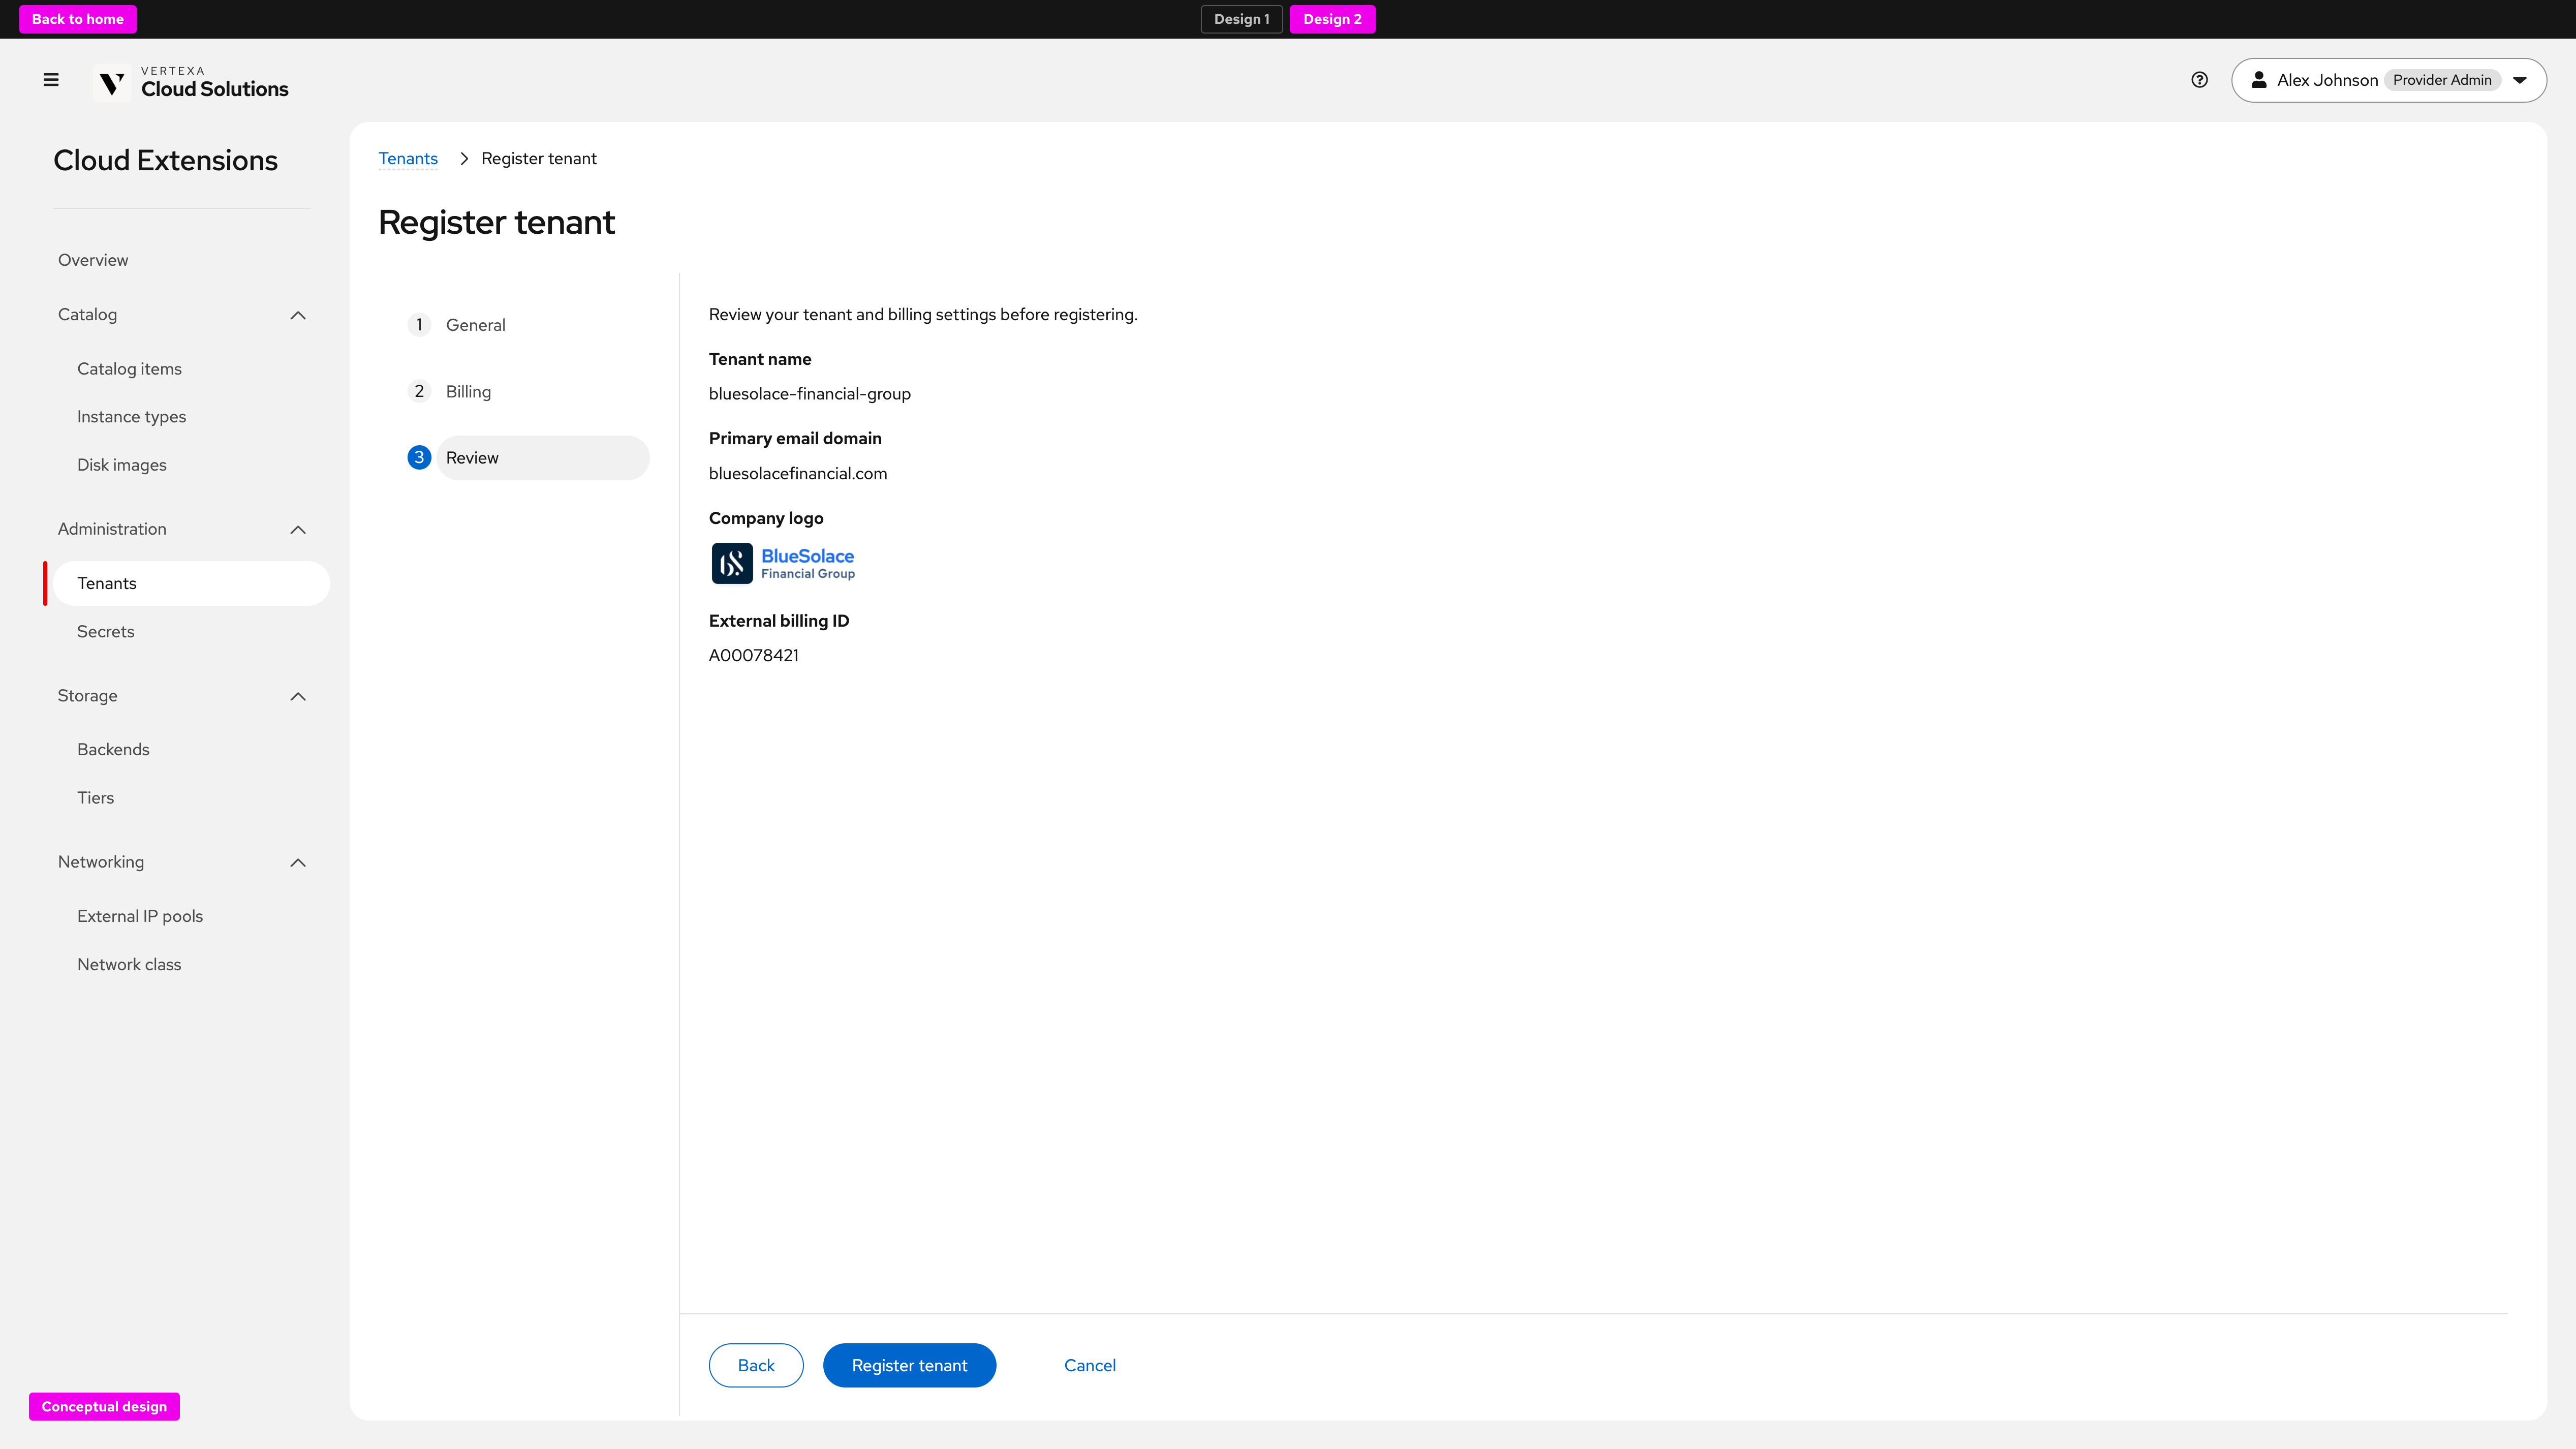 Back to home
Design 1
Design 2
VERTEXA
Cloud Solutions
Alex Johnson
Provider Admin
Cloud Extensions
Overview
Catalog
Catalog items
Instance types
Disk images
Administration
Tenants
Secrets
Storage
Backends
Tiers
Networking
External IP pools
Network class
Conceptual design
Tenants > Register tenant
Register tenant
1 General
2 Billing
3 Review
Review your tenant and billing settings before registering.
Tenant name
bluesolace-financial-group
Primary email domain
bluesolacefinancial.com
Company logo
BlueSolace
Financial Group
External billing ID
A00078421
Back
Register tenant
Cancel